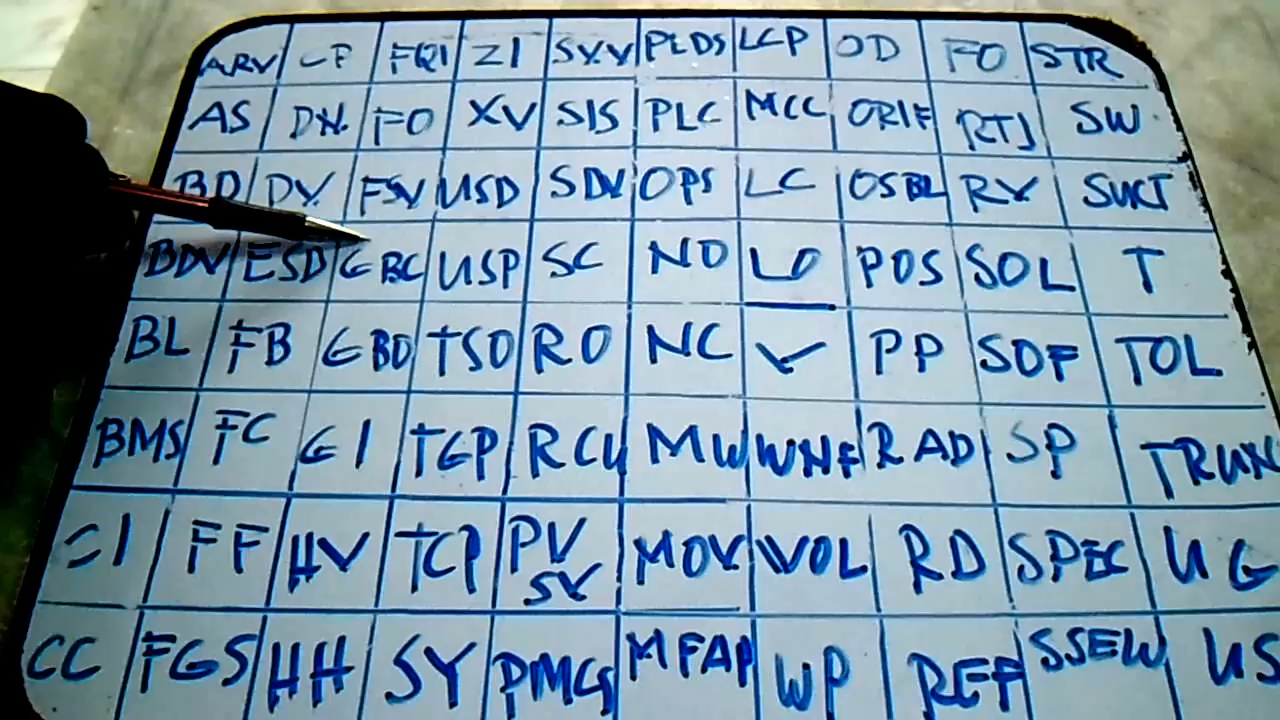 ARV CF FQI ZI SXV PLDS LCP OD FO STR
AS DN. FO XV SIS PLC MCC ORIF RTJ SW
BD DV FSV USD SDV OPS LC OSBL RX
BDV ESD GBC USP SC NO LO POS SOL T
BL FB GBO TSO RO NC ✓ PP SOF TOL
BMS FC GI TGP RCU MW WNF RAD SP TRUN
CI FF HV TCP PV SV MOV VOL RD SPEC UG
CC FGS HH SY PMCS MFAP WP REF SSEW US